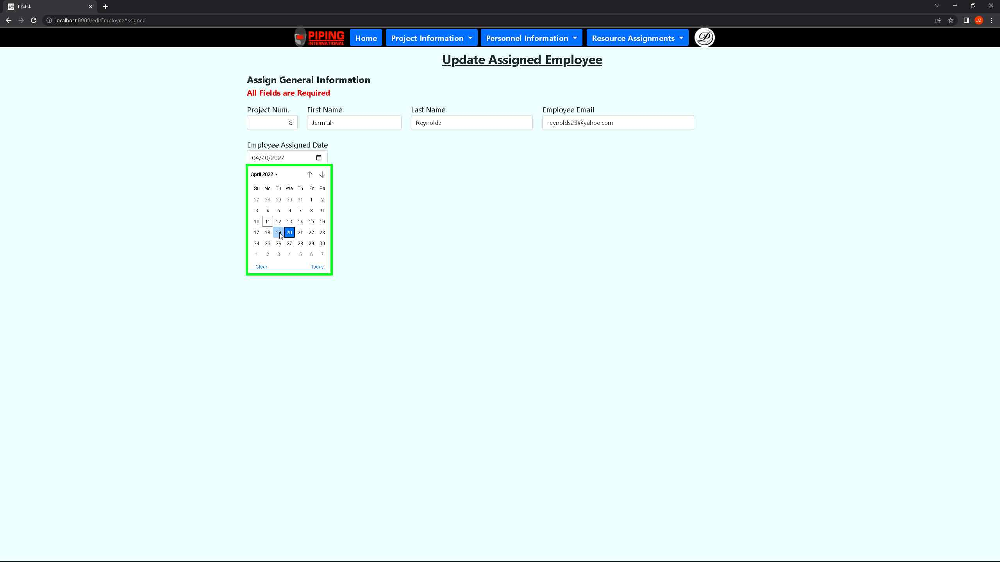 T.A.P.I.
localhost:8080/editEmployeeAssigned
JZ
PIPING
INTERNATIONAL
Home
Project Information
Personnel Information
Resource Assignments
Update Assigned Employee
Assign General Information
All Fields are Required
Project Num. First Name Last Name Employee Email
8 Jermiah Reynolds reynolds23@yahoo.com
Employee Assigned Date
04/20/2022
April 2022
Su Mo Tu We Th Fr Sa
27 28 29 30 31 1 2
3 4 5 6 7 8 9
10 11 12 13 14 15 16
17 18 19 20 21 22 23
24 25 26 27 28 29 30
1 2 3 4 5 6 7
Clear Today